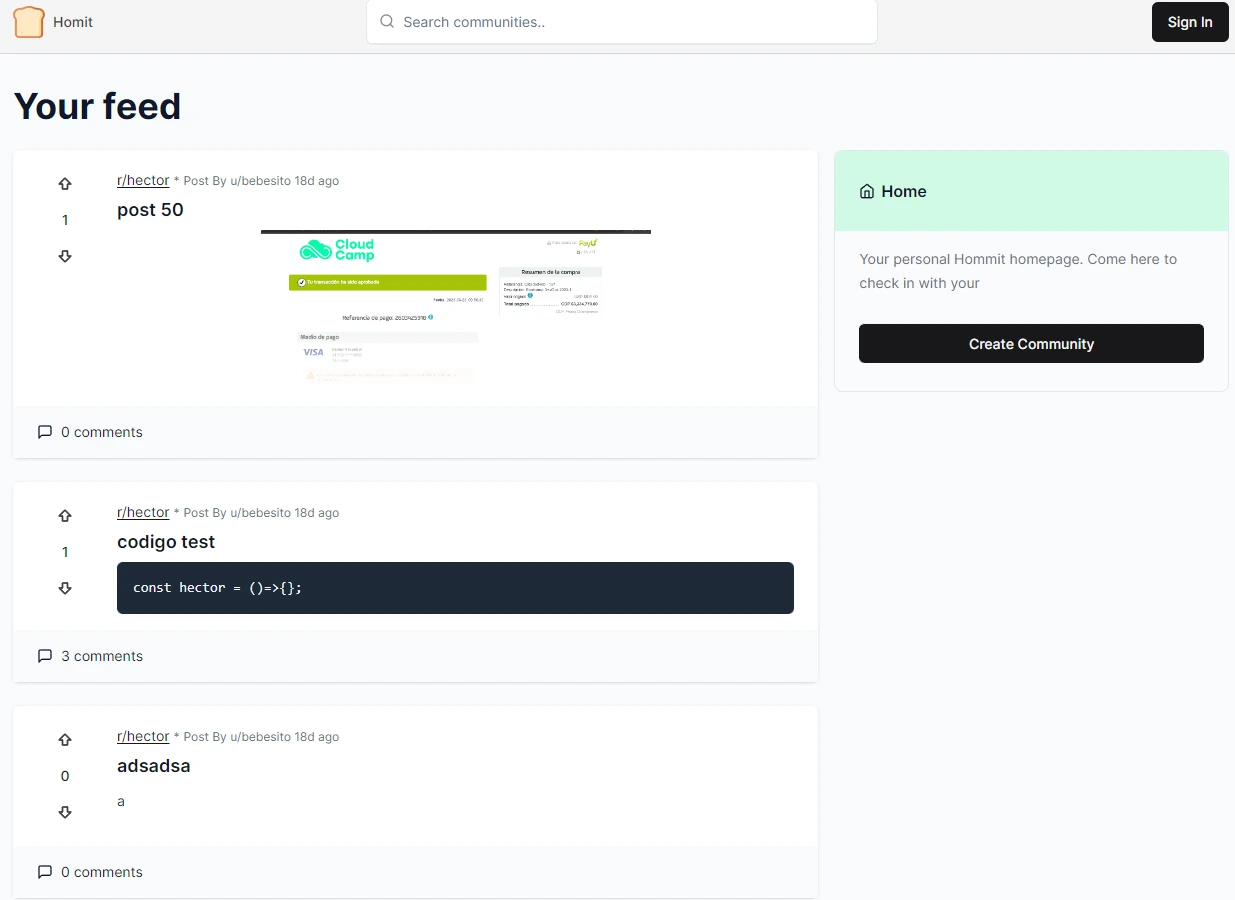 Homit
Search communities..
Sign In
Your feed
r/hector * Post By u/bebesito 18d ago
1
post 50
Cloud
Camp
PayU
Tu transacción ha sido aprobada
Resumen de la compra
Referencia de pago: 2603425918
Medio de pago
VISA
0 comments
Home
Your personal Hommit homepage. Come here to
check in with your
Create Community
r/hector * Post By u/bebesito 18d ago
1
codigo test
const hector = ()=>{};
3 comments
r/hector * Post By u/bebesito 18d ago
0
adsadsa
a
0 comments